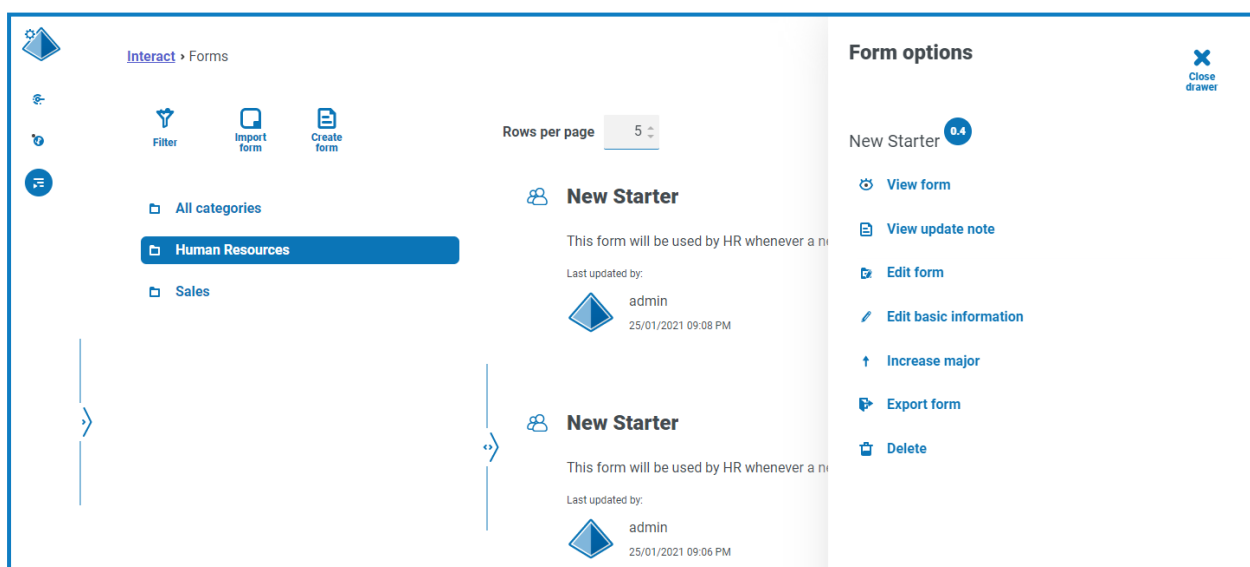 Interact › Forms
Filter
Import
form
Create
form
All categories
Human Resources
Sales
Rows per page 5
New Starter
This form will be used by HR whenever a
Last updated by:
admin
25/01/2021 09:08 PM
New Starter
This form will be used by HR whenever a
Last updated by:
admin
25/01/2021 09:06 PM
Form options
Close
drawer
New Starter 0.4
View form
View update note
Edit form
Edit basic information
Increase major
Export form
Delete